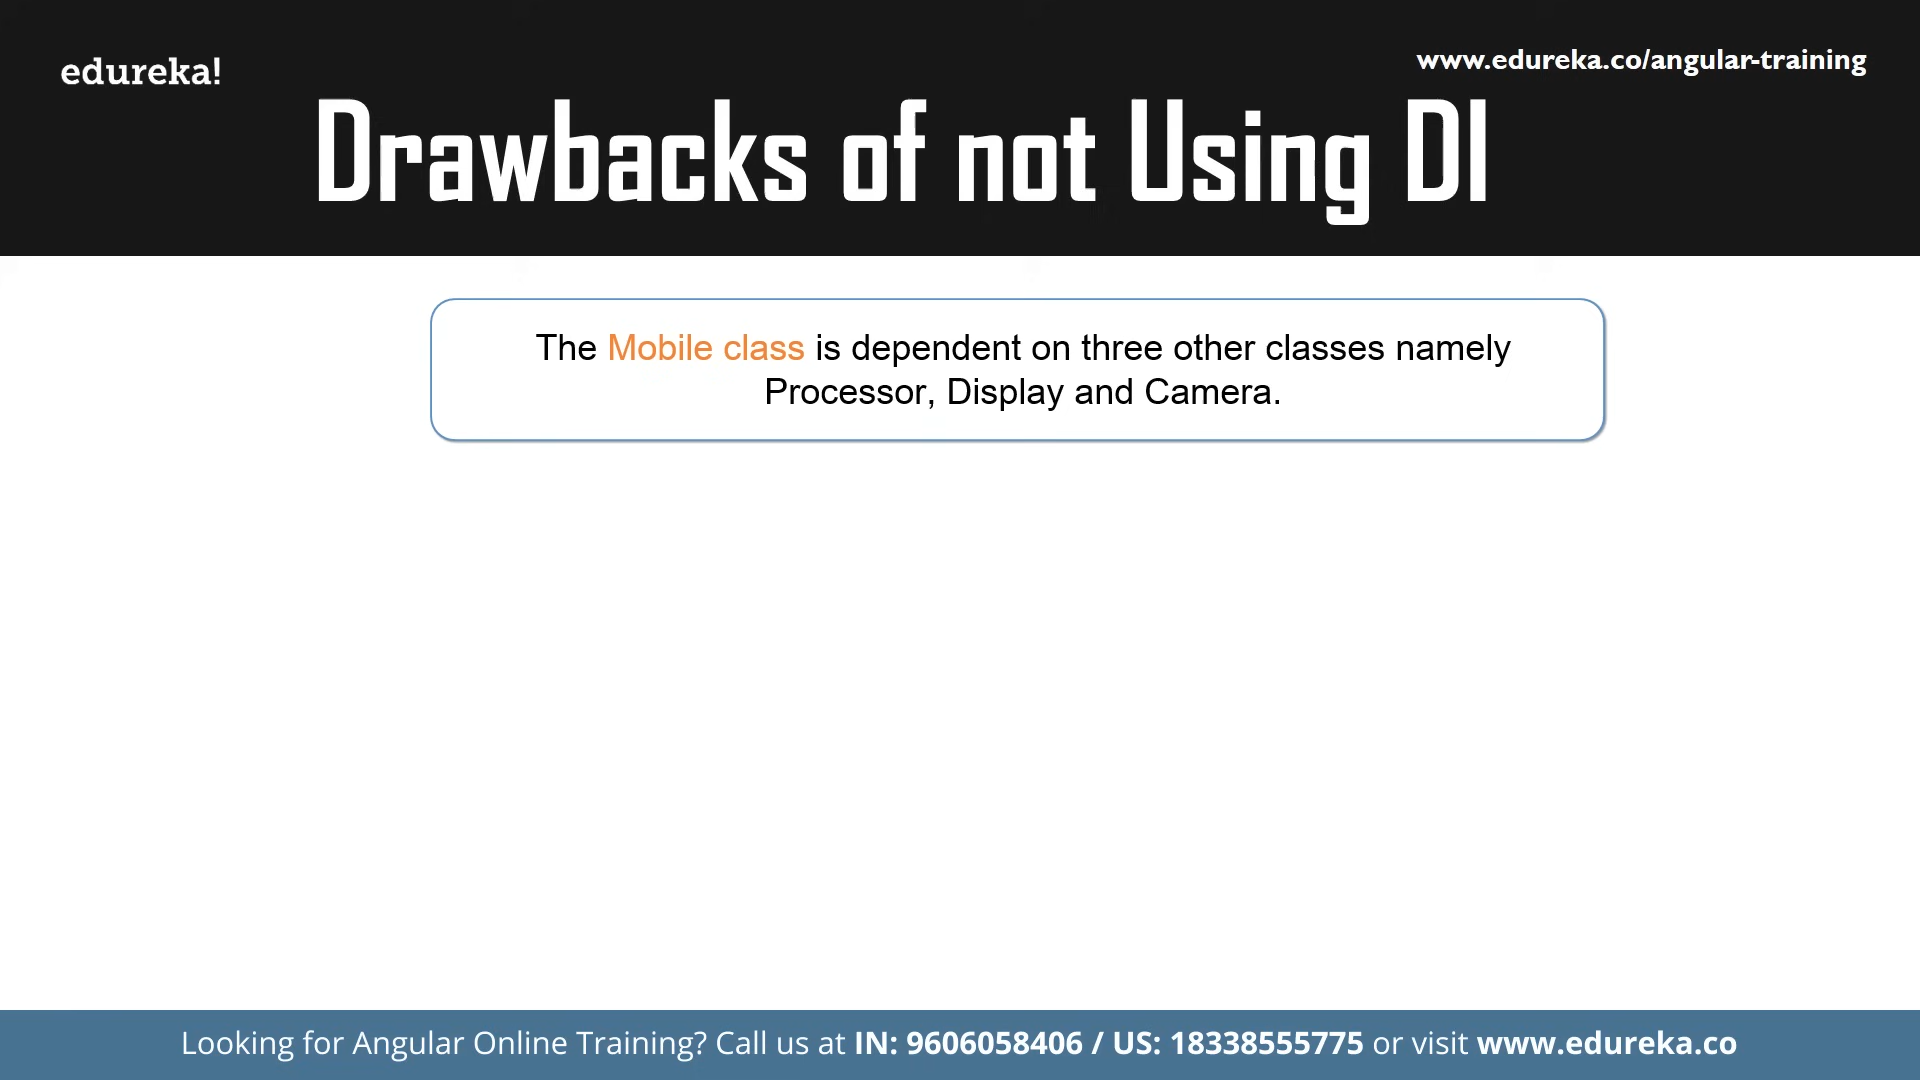 edureka!
www.edureka.co/angular-training
Drawbacks of not Using DI
The Mobile class is dependent on three other classes namely
Processor, Display and Camera.
Looking for Angular Online Training? Call us at IN: 9606058406 / US: 18338555775 or visit www.edureka.co